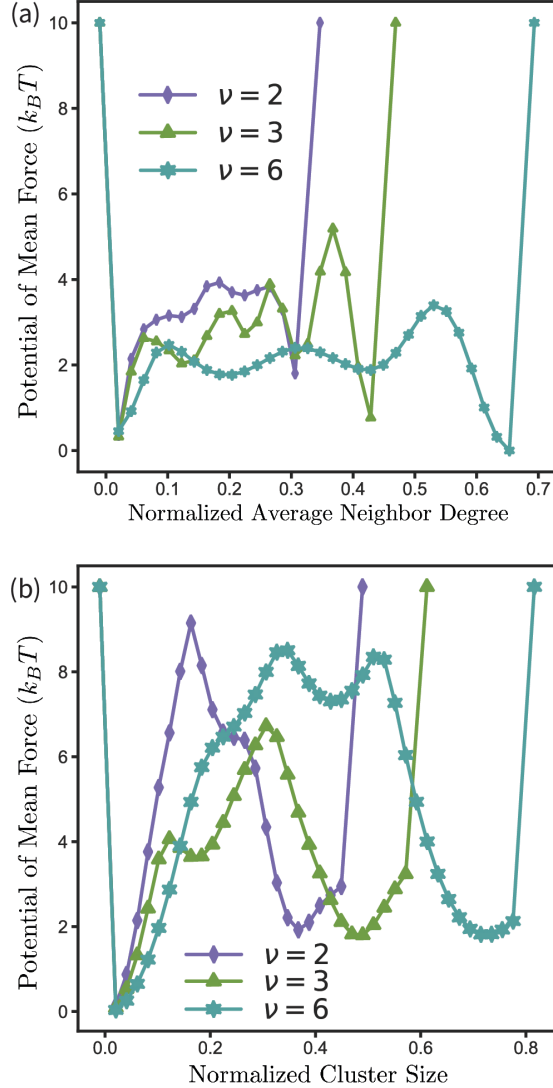 (a)
Potential of Mean Force (k_BT)
10
8
6
4
2
0
ν = 2
ν = 3
ν = 6
0.0 0.1 0.2 0.3 0.4 0.5 0.6 0.7
Normalized Average Neighbor Degree
(b)
Potential of Mean Force (k_BT)
10
8
6
4
2
0
ν = 2
ν = 3
ν = 6
0.0 0.2 0.4 0.6 0.8
Normalized Cluster Size